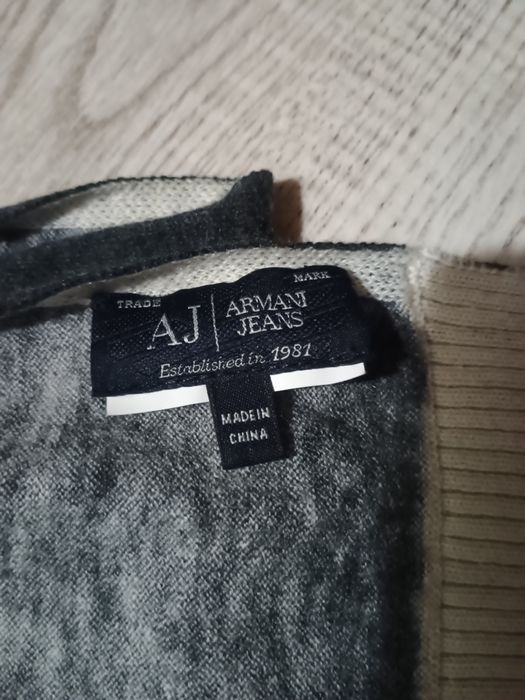 TRADE MARK
AJ ARMANI
JEANS
Established in 1981
MADE IN
CHINA